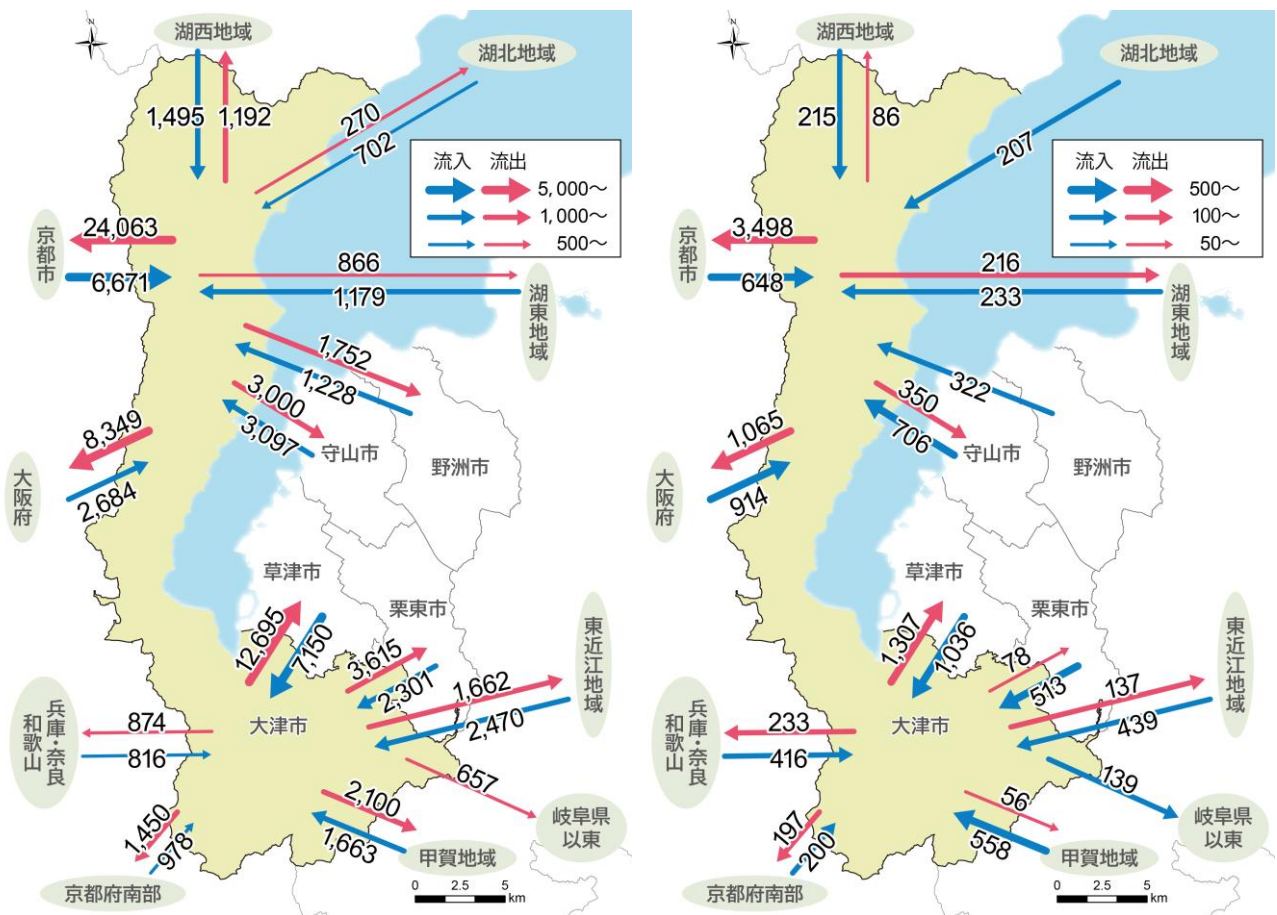 湖西地域
湖北地域
1,495
1,192
270
702
流入 流出
5,000～
1,000～
500～
京都市
24,063
6,671
866
1,179
湖東地域
1,752
1,228
3,000
3,097
守山市
野洲市
大阪府
8,349
2,684
草津市
栗東市
東近江地域
12,695
7,150
3,615
2,301
1,662
2,470
大津市
兵庫・奈良
和歌山
874
816
657
岐阜県
以東
2,100
1,663
甲賀地域
1,450
978
京都府南部
0 2.5 5
km
湖西地域
湖北地域
215
86
207
流入 流出
500～
100～
50～
京都市
3,498
648
216
233
湖東地域
322
350
706
守山市
野洲市
大阪府
1,065
914
草津市
栗東市
東近江地域
1,307
1,036
78
513
137
439
大津市
兵庫・奈良
和歌山
233
416
139
岐阜県
以東
56
558
甲賀地域
197
200
京都府南部
0 2.5 5
km